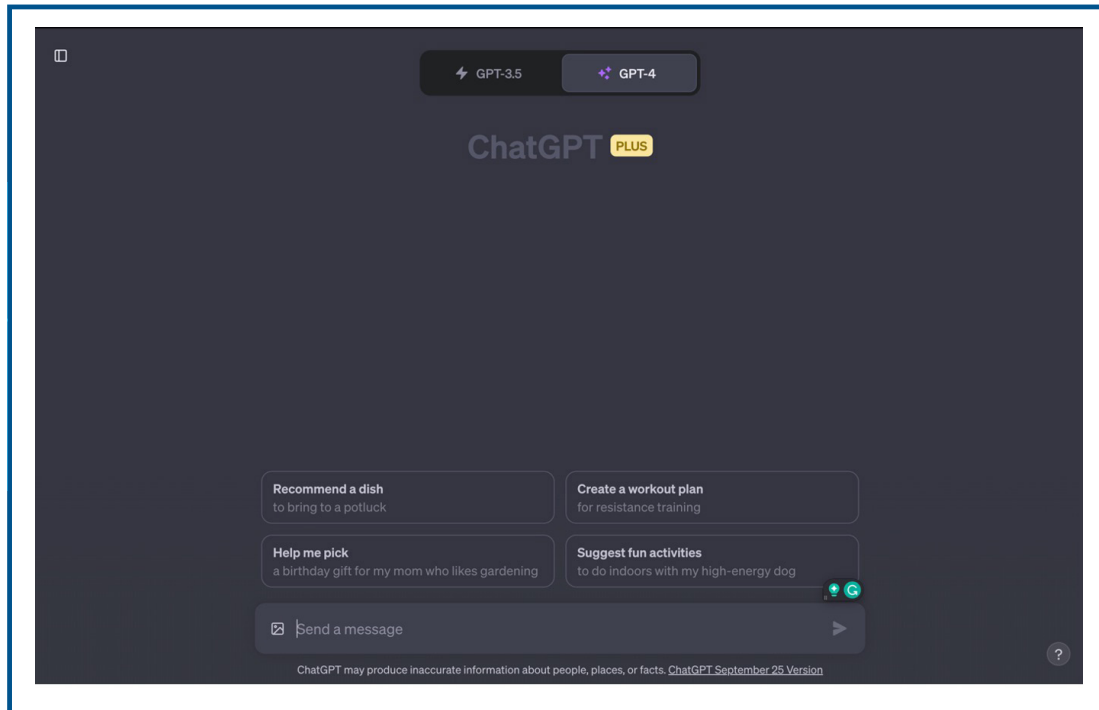 GPT-3.5
GPT-4
ChatGPT PLUS
Recommend a dish
to bring to a potluck
Create a workout plan
for resistance training
Help me pick
a birthday gift for my mom who likes gardening
Suggest fun activities
to do indoors with my high-energy dog
Send a message
ChatGPT may produce inaccurate information about people, places, or facts. ChatGPT September 25 Version
?